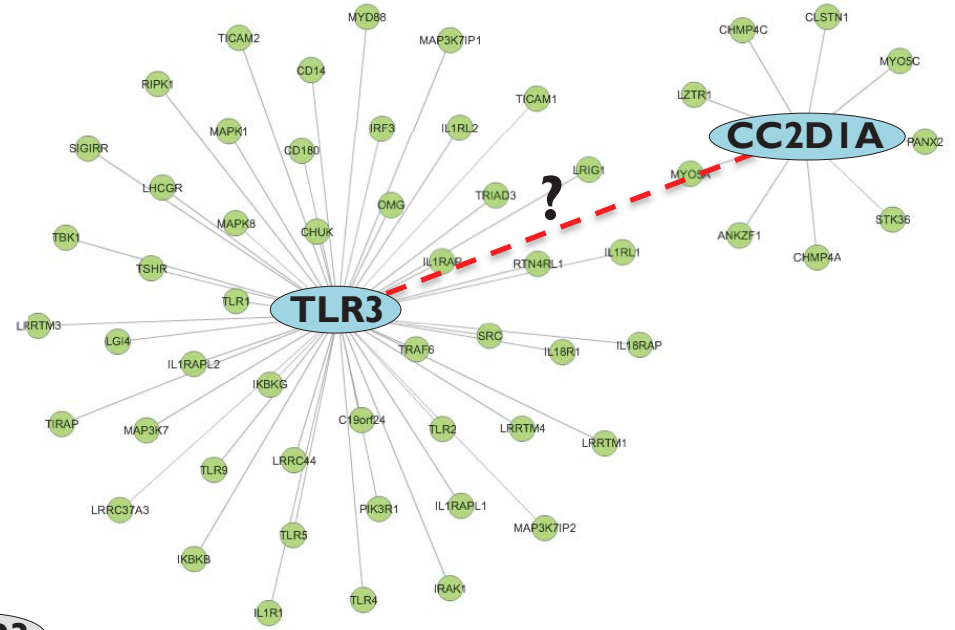 MYD88
CLSTN1
CHMP4C
TICAM2
MAP3K7IP1
MYO5C
CD14
RIPK1
LZTR1
TICAM1
MAPK1
IRF3
IL1RL2
CC2D1A
PANX2
SIGIRR
CD180
LRIG1
MYO5A
?
LHCGR
TRIAD3
OMG
STK36
MAPK8
CHUK
TBK1
ANKZF1
IL1RL1
CHMP4A
TSHR
IL1RAP
RTN4RL1
TLR1
TLR3
LRRTM3
LGI4
SRC
IL18RAP
TRAF6
IL18R1
IL1RAPL2
IKBKG
TIRAP
MAP3K7
C19orf24
TLR2
LRRTM4
LRRTM1
TLR9
LRRC44
LRRC37A3
PIK3R1
IL1RAPL1
MAP3K7IP2
TLR5
IKBKB
IRAK1
TLR4
IL1R1